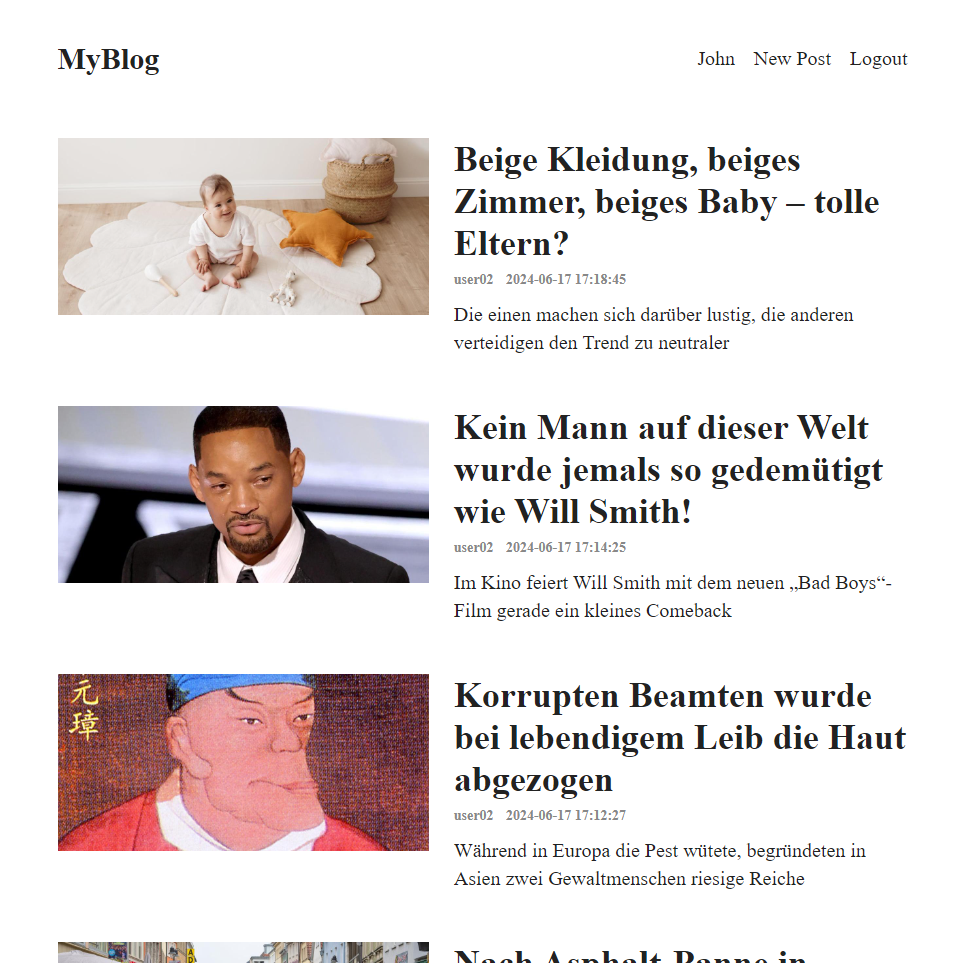 MyBlog
John New Post Logout
Beige Kleidung, beiges
Zimmer, beiges Baby – tolle
Eltern?
user02 2024-06-17 17:18:45
Die einen machen sich darüber lustig, die anderen
verteidigen den Trend zu neutraler
Kein Mann auf dieser Welt
wurde jemals so gedemütigt
wie Will Smith!
user02 2024-06-17 17:14:25
Im Kino feiert Will Smith mit dem neuen „Bad Boys“-
Film gerade ein kleines Comeback
元
璋
Korrupten Beamten wurde
bei lebendigem Leib die Haut
abgezogen
user02 2024-06-17 17:12:27
Während in Europa die Pest wütete, begründeten in
Asien zwei Gewaltmenschen riesige Reiche
Nach Asphalt-Panne in